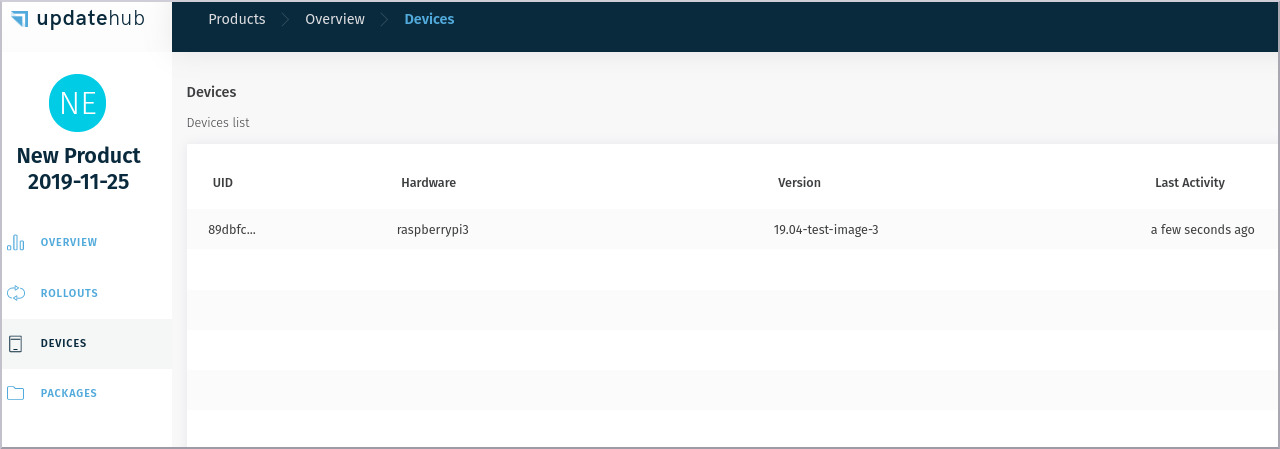 updatehub
Products Overview Devices
NE
New Product
2019-11-25
OVERVIEW
ROLLOUTS
DEVICES
PACKAGES
Devices
Devices list
UID Hardware Version Last Activity
89dbfc... raspberrypi3 19.04-test-image-3 a few seconds ago